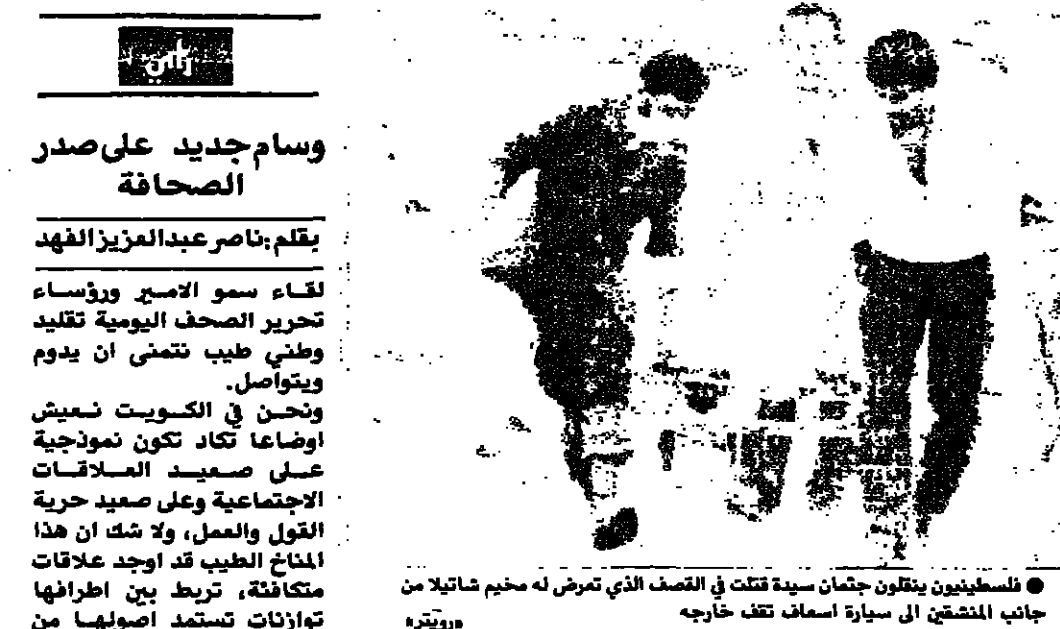 رأي
وسام جديد على صدر
الصحافة
بقلم: ناصر عبدالعزيز الفهد
لقاء سمو الامير ورؤساء
تحرير الصحف اليومية تقليد
وطني طيب نتمنى ان يدوم
ويتواصل.
ونحن في الكويت نعيش
اوضاعا تكاد تكون نموذجية
على صعيد العلاقات
الاجتماعية وعلى صعيد حرية
القول والعمل، ولا شك ان هذا
المناخ الطيب قد اوجد علاقات
متكافئة، تربط بين اطرافها
توازنات تستمد اصولها من
● فلسطينيون ينقلون جثمان سيدة قتلت في القصف الذي تعرض له مخيم شاتيلا من
جانب المنشقين الى سيارة اسعاف تقف خارجه
«رويتر»